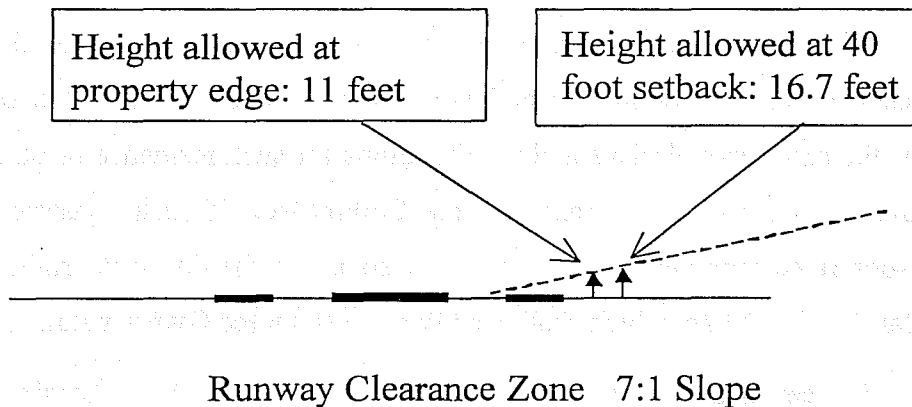 Height allowed at
property edge: 11 feet
Height allowed at 40
foot setback: 16.7 feet
Runway Clearance Zone 7:1 Slope